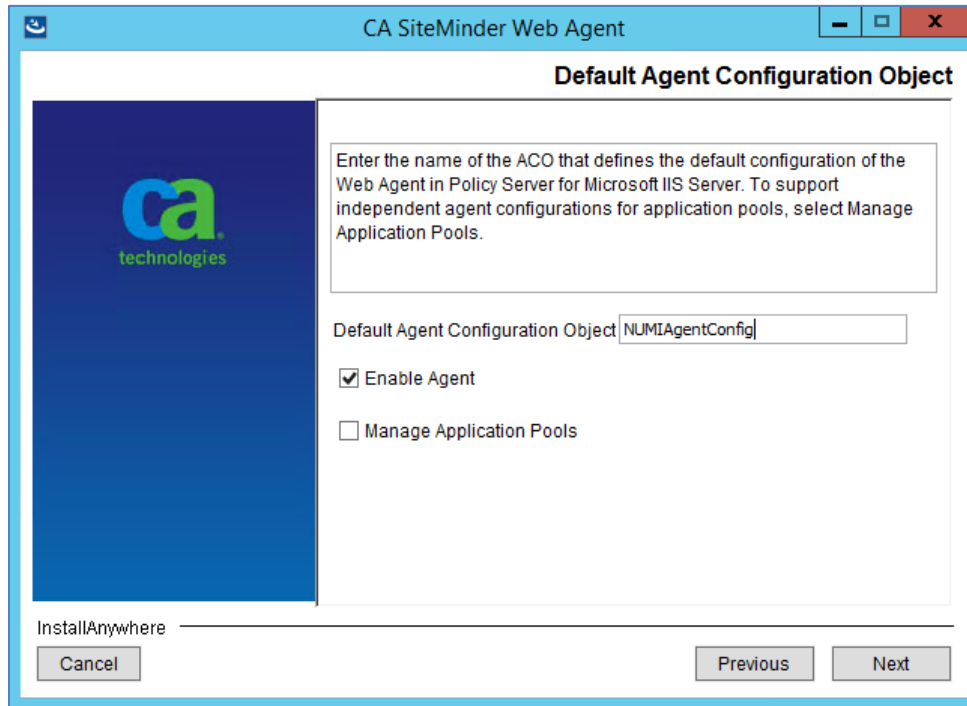 CA SiteMinder Web Agent
Default Agent Configuration Object
ca
technologies
Enter the name of the ACO that defines the default configuration of the
Web Agent in Policy Server for Microsoft IIS Server. To support
independent agent configurations for application pools, select Manage
Application Pools.
Default Agent Configuration Object NUMIAgentConfig
Enable Agent
Manage Application Pools
InstallAnywhere
Cancel Previous Next